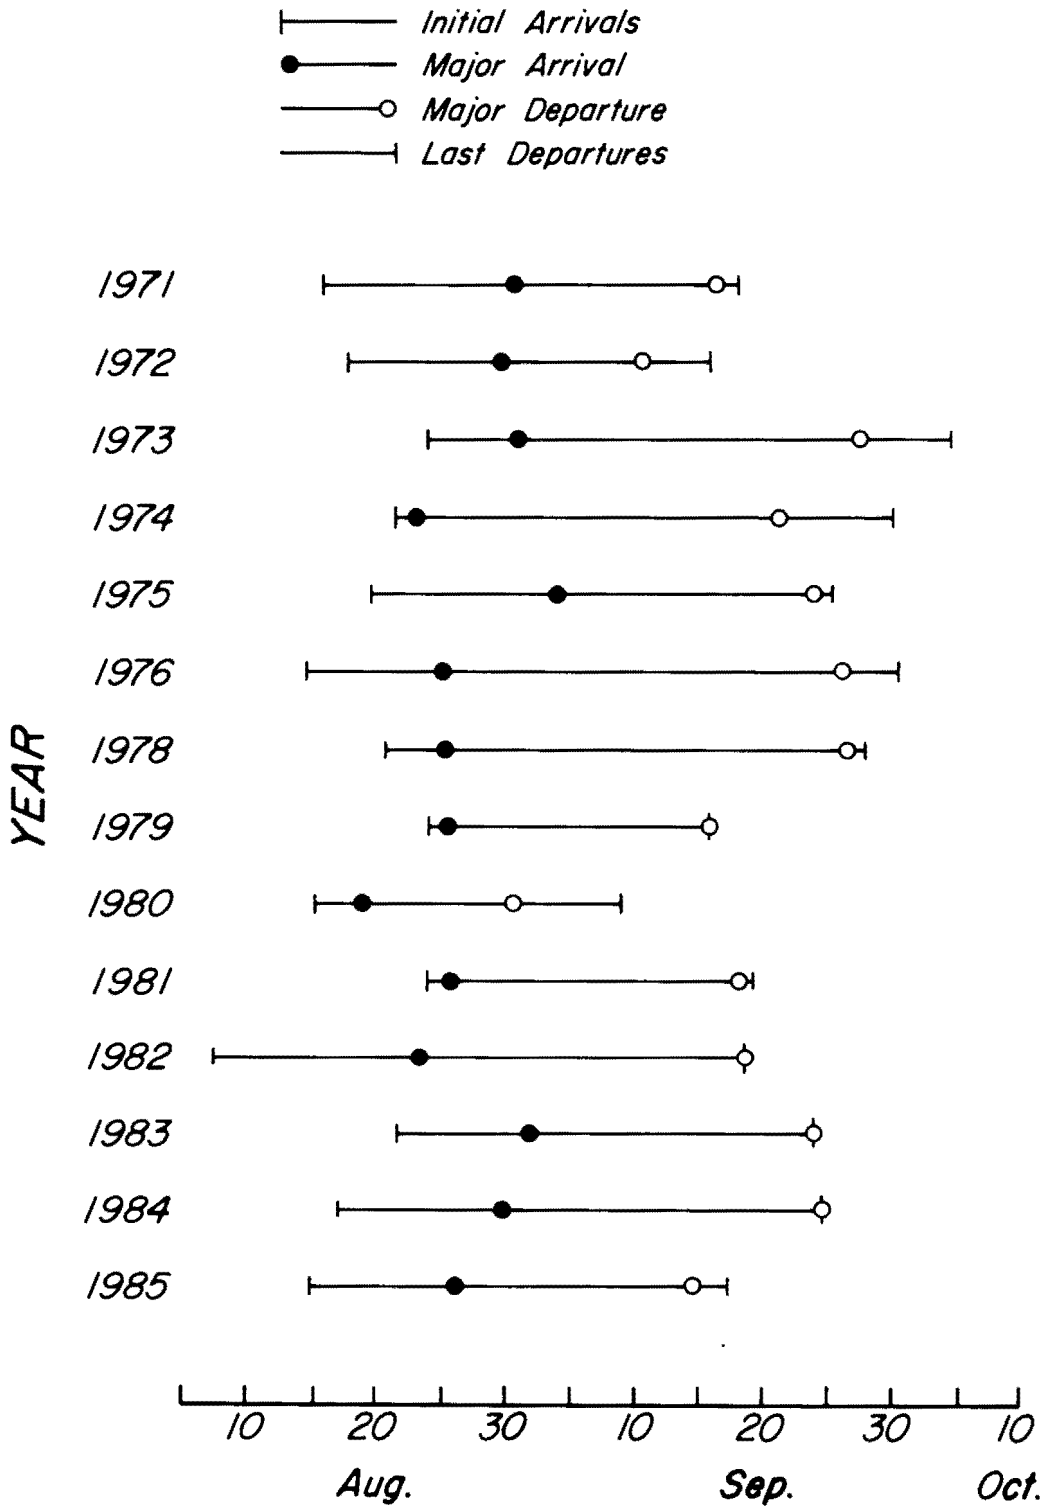 Initial Arrivals
Major Arrival
Major Departure
Last Departures
1971
1972
1973
1974
1975
1976
1978
1979
1980
1981
1982
1983
1984
1985
YEAR
10 20 30 10 20 30 10
Aug. Sep. Oct.